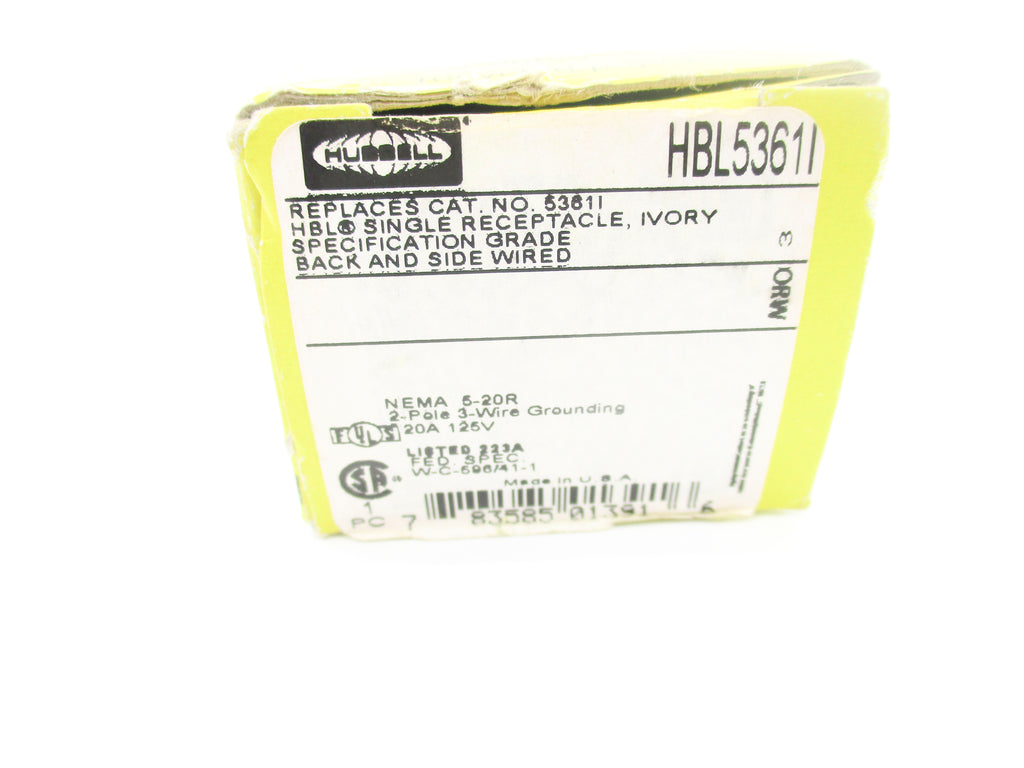 HUBBELL
HBL5361I
REPLACES CAT. NO. 5361I
HBL® SINGLE RECEPTACLE, IVORY
SPECIFICATION GRADE
BACK AND SIDE WIRED
3
ORW
NEMA 5-20R
2-Pole 3-Wire Grounding
20A 125V
LISTED 223A
FED. SPEC.
W-C-596/41-1
Made in U.S.A.
1
PC
7 83585 01391 6